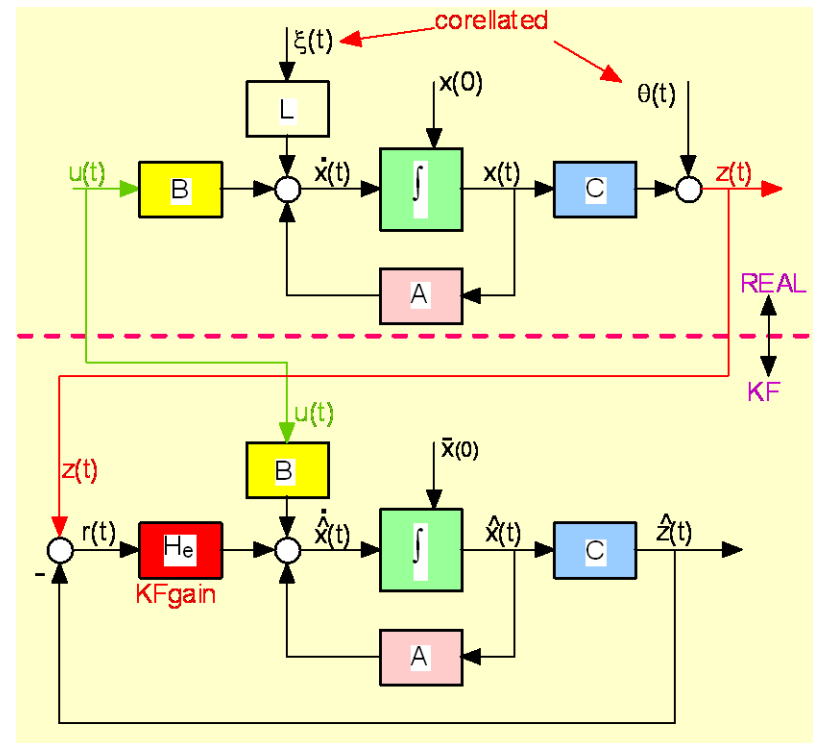 corellated
ξ(t)
x(0)
θ(t)
L
u(t)
B
ẋ(t)
∫
x(t)
C
z(t)
A
REAL
KF
u(t)
x̄(0)
z(t)
B
r(t)
He
x̂̇(t)
∫
x̂(t)
C
ẑ(t)
-
KFgain
A